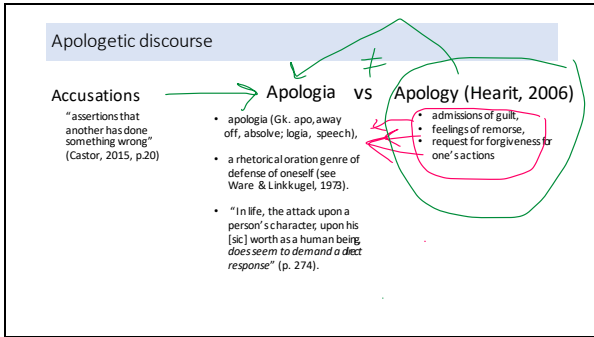 Apologetic discourse
≠
Accusations
“assertions that
another has done
something wrong”
(Castor, 2015, p.20)
Apologia vs Apology (Hearit, 2006)
• apologia (Gk. apo, away
off, absolve; logia, speech),
• a rhetorical oration genre of
defense of oneself (see
Ware & Linkkugel, 1973).
• “In life, the attack upon a
person’s character, upon his
[sic] worth as a human being,
does seem to demand a direct
response” (p. 274).
• admissions of guilt,
• feelings of remorse,
• request for forgiveness for
one’s actions